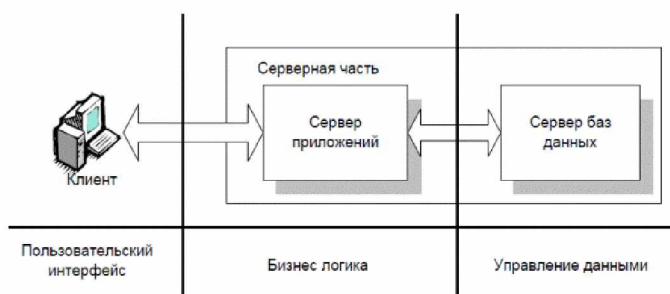 Серверная часть
Сервер
приложений
Сервер баз
данных
Клиент
Пользовательский
интерфейс
Бизнес логика
Управление данными